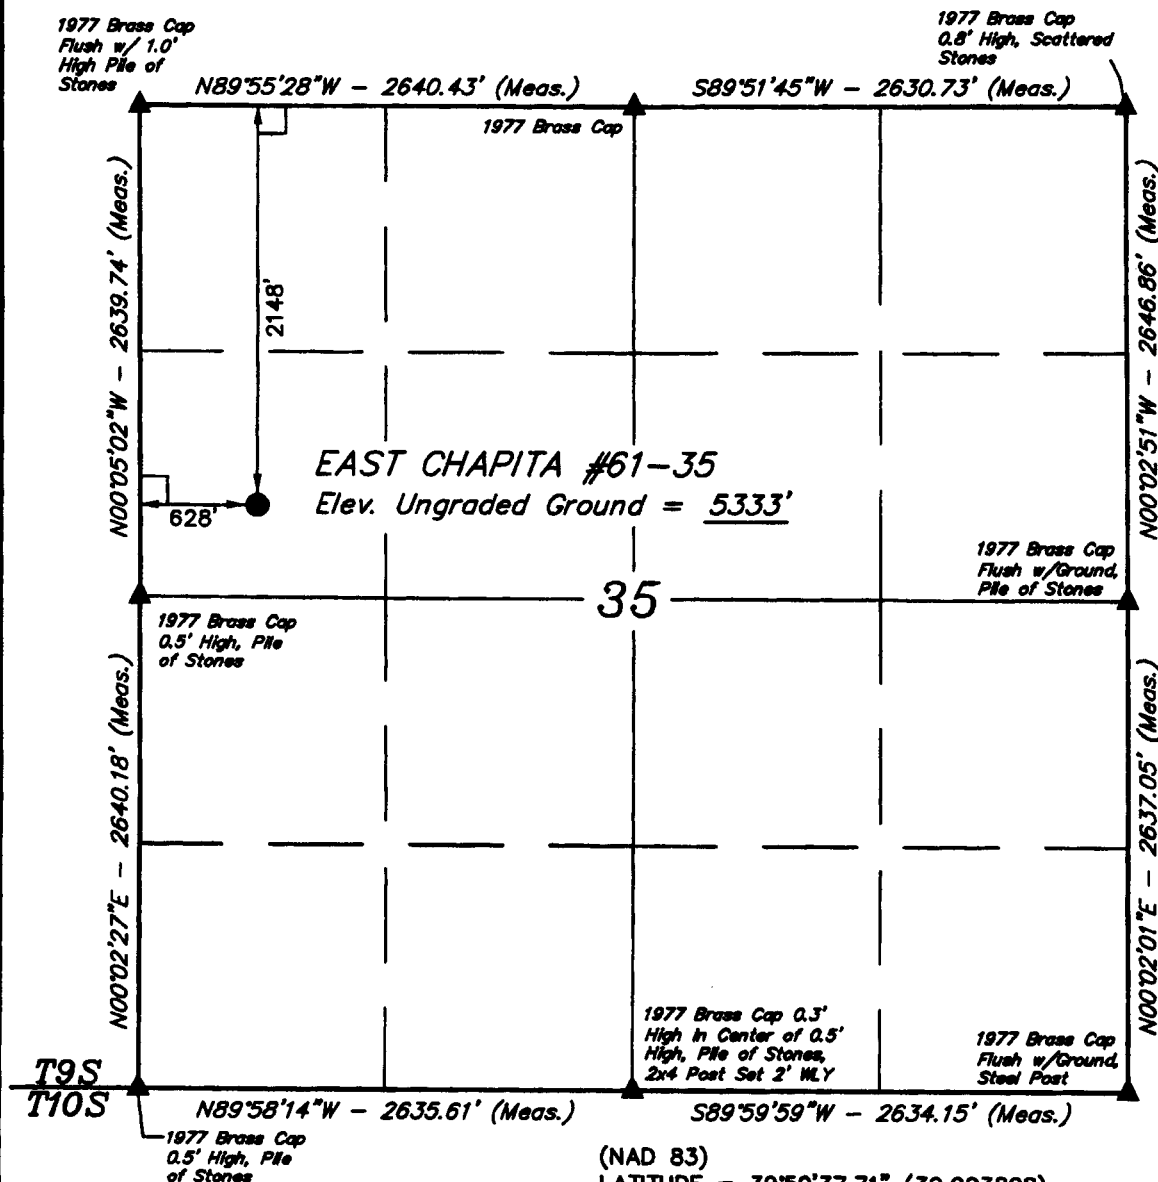 1977 Brass Cap
Flush w/ 1.0'
High Pile of
Stones
1977 Brass Cap
0.8' High, Scattered
Stones
N89°55'28"W - 2640.43' (Meas.)
S89°51'45"W - 2630.73' (Meas.)
1977 Brass Cap
N00°05'02"W - 2639.74' (Meas.)
2148'
N00°02'51"W - 2646.86' (Meas.)
EAST CHAPITA #61-35
Elev. Ungraded Ground = 5333'
628'
1977 Brass Cap
Flush w/Ground,
Pile of Stones
35
1977 Brass Cap
0.5' High, Pile
of Stones
N00°02'27"E - 2640.18' (Meas.)
N00°02'01"E - 2637.05' (Meas.)
1977 Brass Cap 0.3'
High in Center of 0.5'
High, Pile of Stones,
2x4 Post Set 2' WLY
1977 Brass Cap
Flush w/Ground,
Steel Post
T9S
T10S
N89°58'14"W - 2635.61' (Meas.)
S89°59'59"W - 2634.15' (Meas.)
1977 Brass Cap
0.5' High, Pile
of Stones
(NAD 83)
LATITUDE =